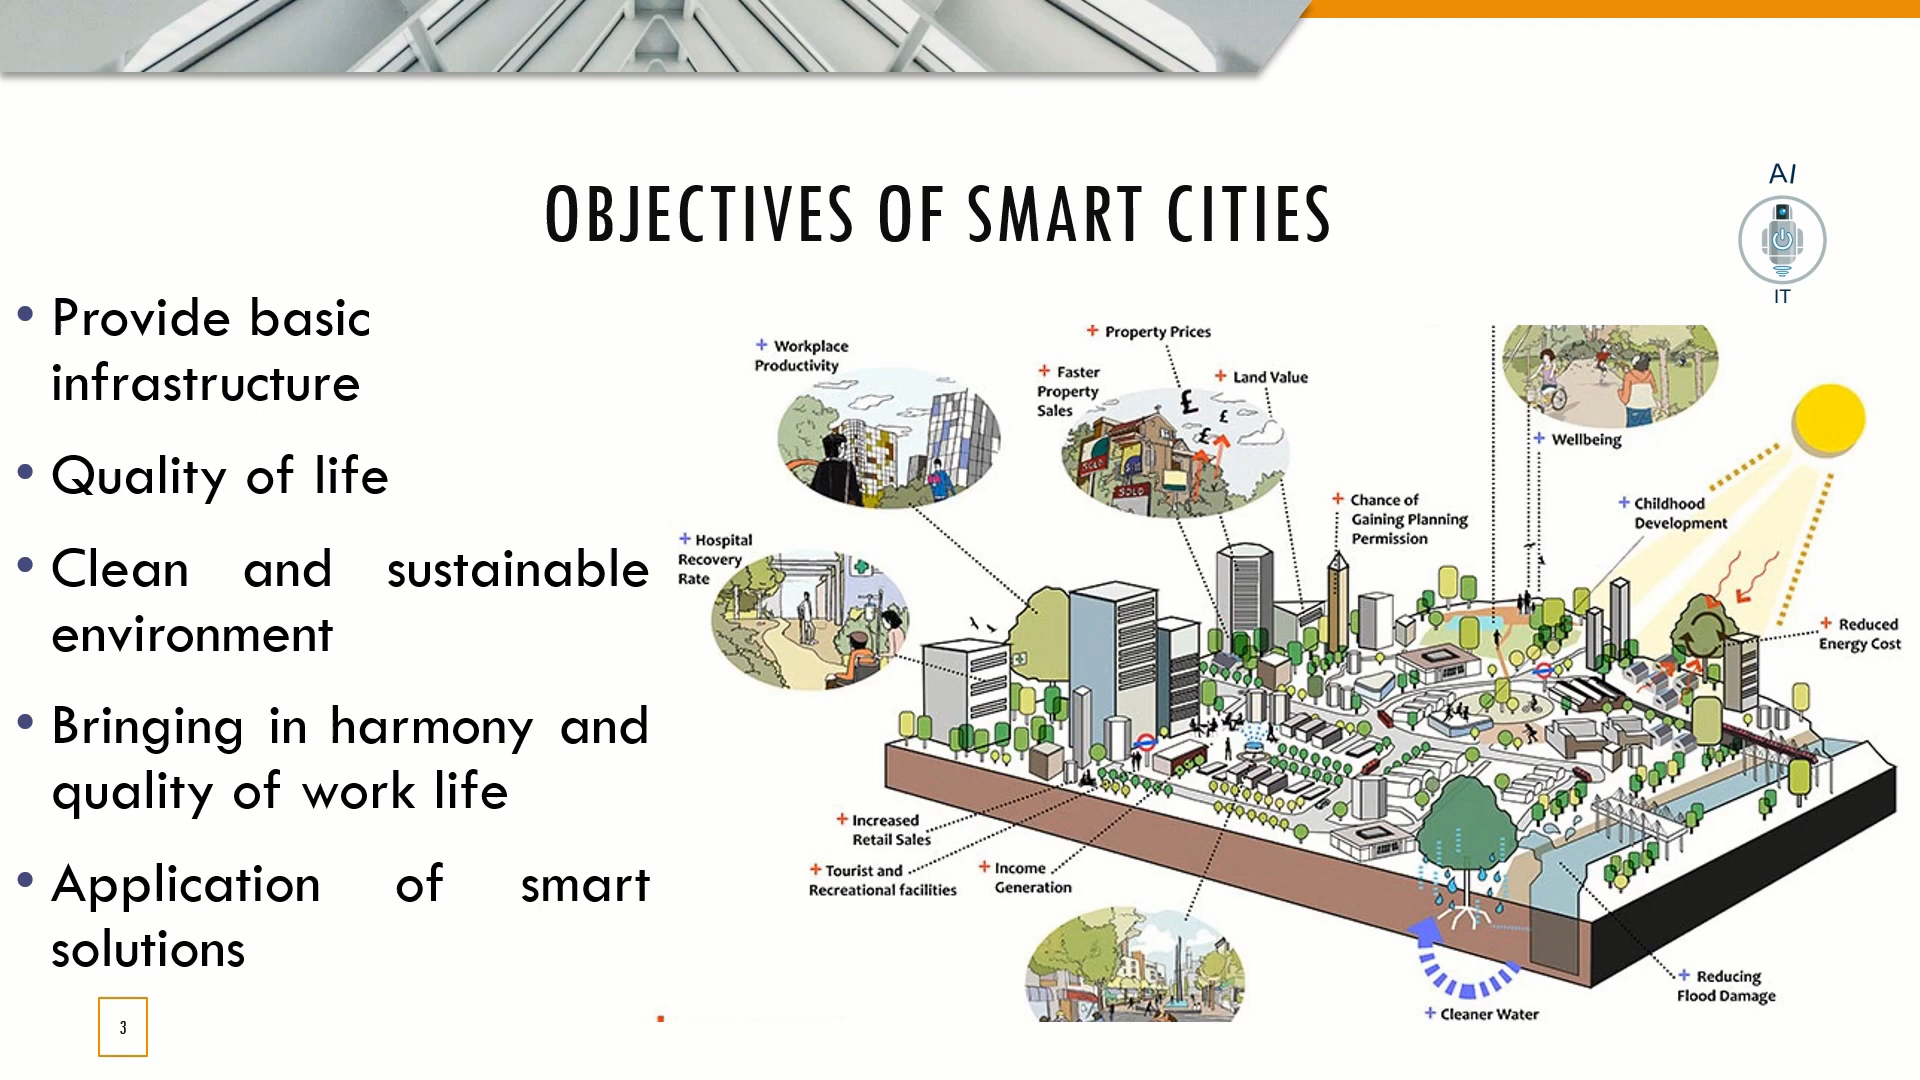 OBJECTIVES OF SMART CITIES
AI
IT
• Provide basic
infrastructure
• Quality of life
• Clean and sustainable
environment
• Bringing in harmony and
quality of work life
• Application of smart
solutions
3
+ Workplace
Productivity
+ Property Prices
+ Faster
Property
Sales
+ Land Value
£
£
£
SOLD
SOLD
+ Wellbeing
+ Chance of
Gaining Planning
Permission
+ Childhood
Development
+ Hospital
Recovery
Rate
+ Reduced
Energy Cost
+ Increased
Retail Sales
+ Tourist and
Recreational facilities
+ Income
Generation
+ Reducing
Flood Damage
+ Cleaner Water